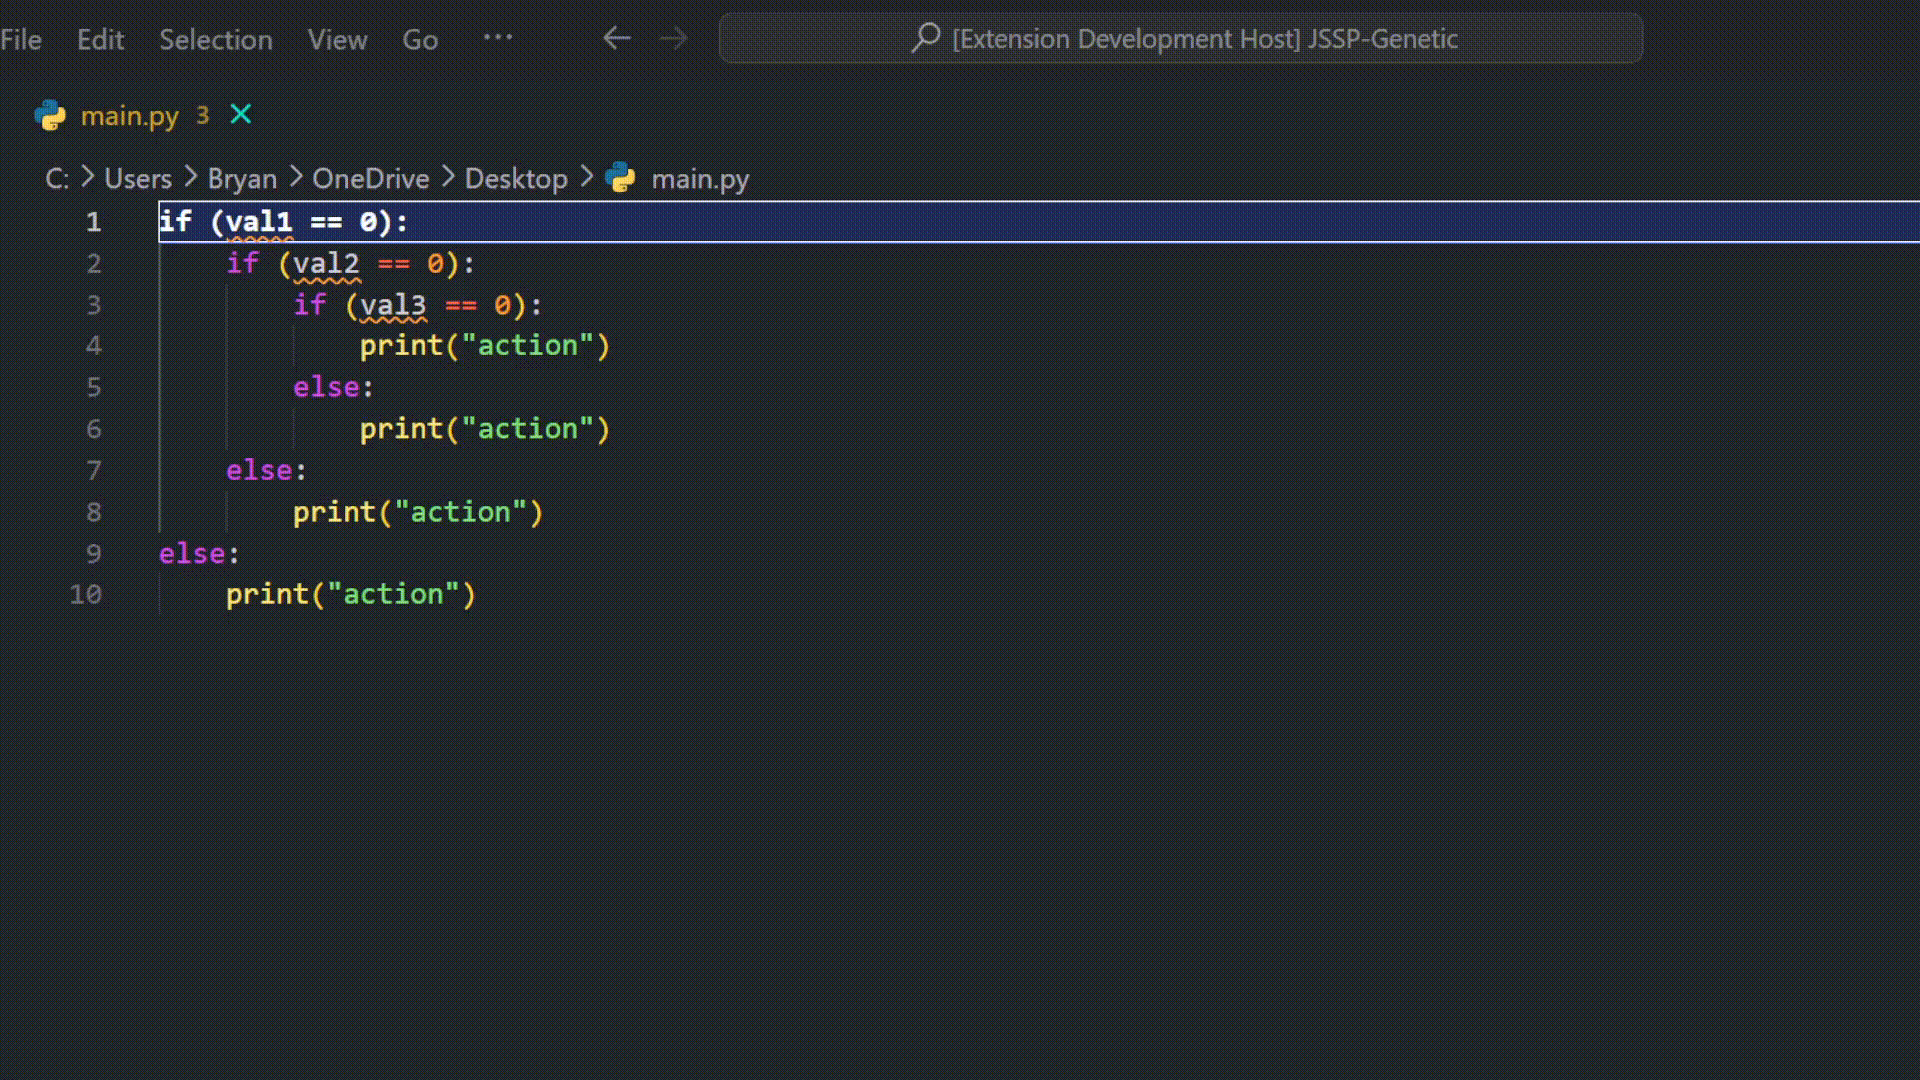 File Edit Selection View Go ··· [Extension Development Host] JSSP-Genetic
main.py 3
C: > Users > Bryan > OneDrive > Desktop > main.py
1 if (val1 == 0):
2 if (val2 == 0):
3 if (val3 == 0):
4 print("action")
5 else:
6 print("action")
7 else:
8 print("action")
9 else:
10 print("action")